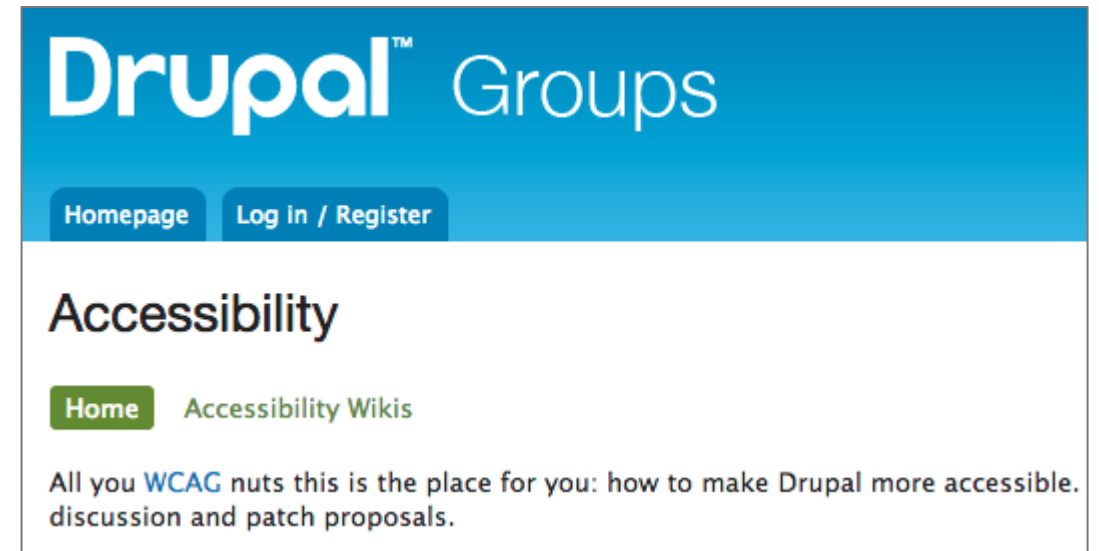 Drupal™ Groups
Homepage Log in / Register
Accessibility
Home Accessibility Wikis
All you WCAG nuts this is the place for you: how to make Drupal more accessible.
discussion and patch proposals.